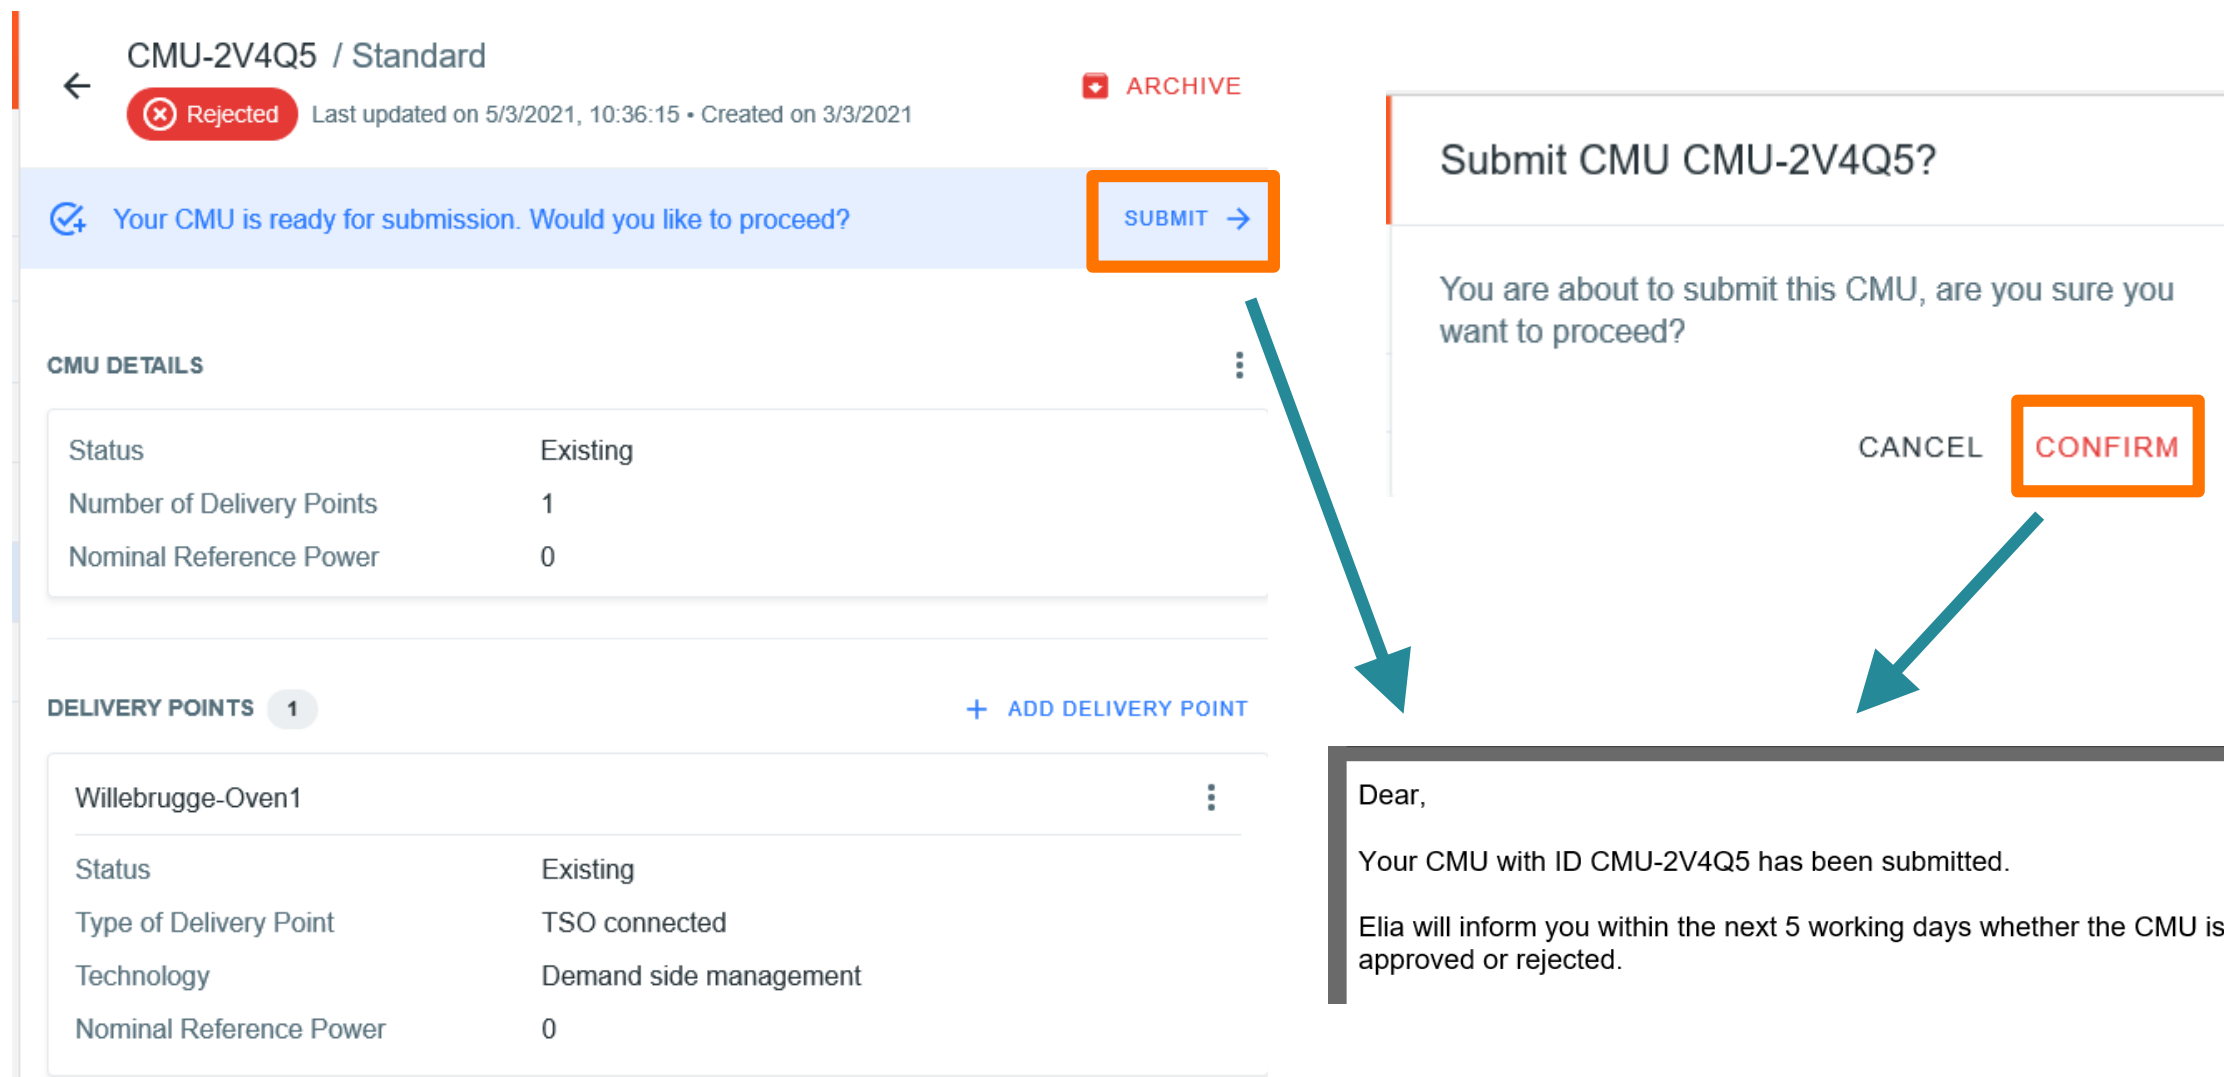 CMU-2V4Q5 / Standard
Rejected Last updated on 5/3/2021, 10:36:15 • Created on 3/3/2021
ARCHIVE
Your CMU is ready for submission. Would you like to proceed?
SUBMIT
CMU DETAILS
Status Existing
Number of Delivery Points 1
Nominal Reference Power 0
DELIVERY POINTS 1
+ ADD DELIVERY POINT
Willebrugge-Oven1
Status Existing
Type of Delivery Point TSO connected
Technology Demand side management
Nominal Reference Power 0
Submit CMU CMU-2V4Q5?
You are about to submit this CMU, are you sure you
want to proceed?
CANCEL CONFIRM
Dear,
Your CMU with ID CMU-2V4Q5 has been submitted.
Elia will inform you within the next 5 working days whether the CMU is
approved or rejected.